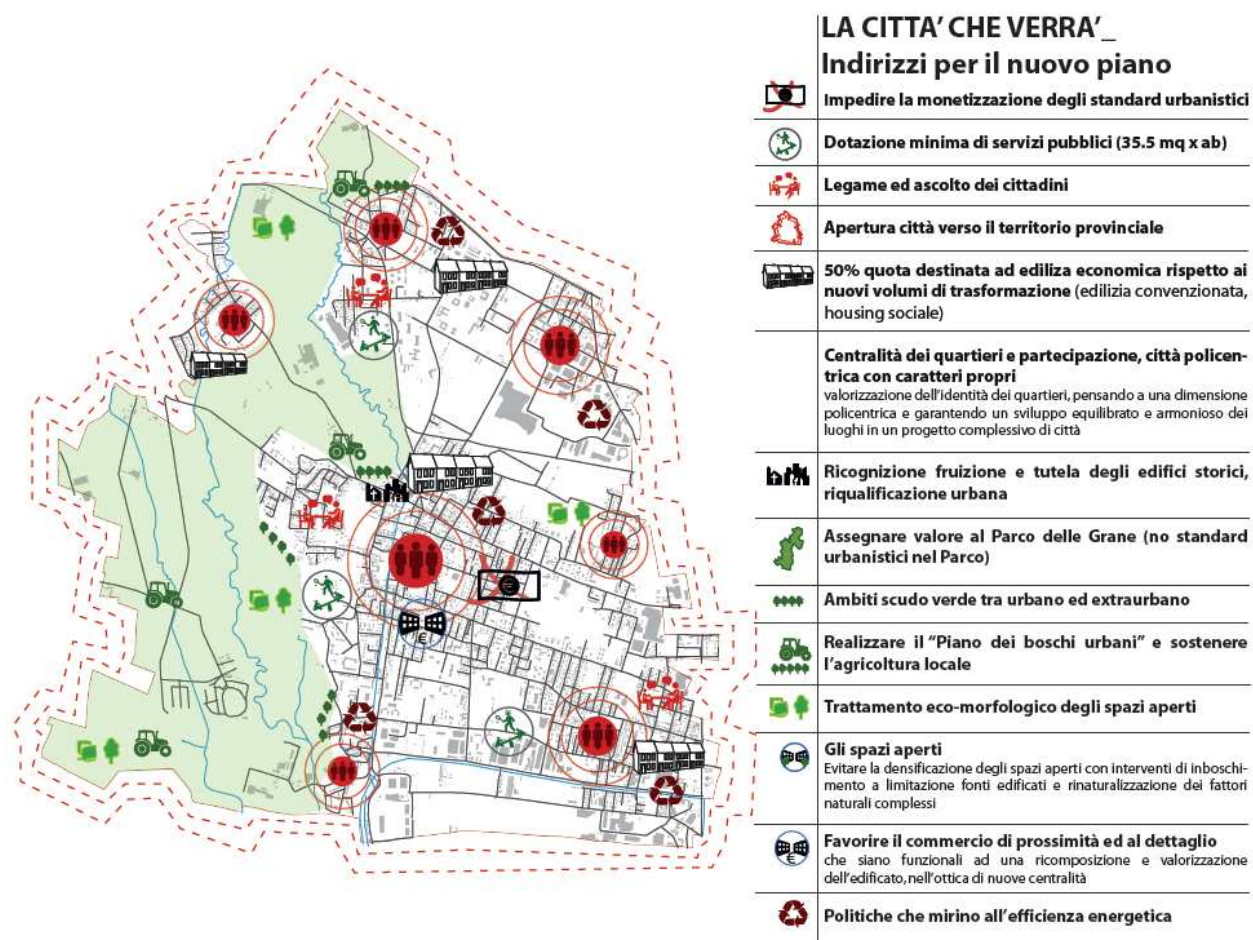 LA CITTA' CHE VERRA'_
Indirizzi per il nuovo piano
Impedire la monetizzazione degli standard urbanistici
Dotazione minima di servizi pubblici (35.5 mq x ab)
Legame ed ascolto dei cittadini
Apertura città verso il territorio provinciale
50% quota destinata ad ediliza economica rispetto ai
nuovi volumi di trasformazione (edilizia convenzionata,
housing sociale)
Centralità dei quartieri e partecipazione, città policen-
trica con caratteri propri
valorizzazione dell'identità dei quartieri, pensando a una dimensione
policentrica e garantendo un sviluppo equilibrato e armonioso dei
luoghi in un progetto complessivo di città
Ricognizione fruizione e tutela degli edifici storici,
riqualificazione urbana
Assegnare valore al Parco delle Grane (no standard
urbanistici nel Parco)
Ambiti scudo verde tra urbano ed extraurbano
Realizzare il "Piano dei boschi urbani" e sostenere
l'agricoltura locale
Trattamento eco-morfologico degli spazi aperti
Gli spazi aperti
Evitare la densificazione degli spazi aperti con interventi di inboschi-
mento a limitazione fonti edificati e rinaturalizzazione dei fattori
naturali complessi
€
Favorire il commercio di prossimità ed al dettaglio
che siano funzionali ad una ricomposizione e valorizzazione
dell'edificato, nell'ottica di nuove centralità
€
Politiche che mirino all'efficienza energetica